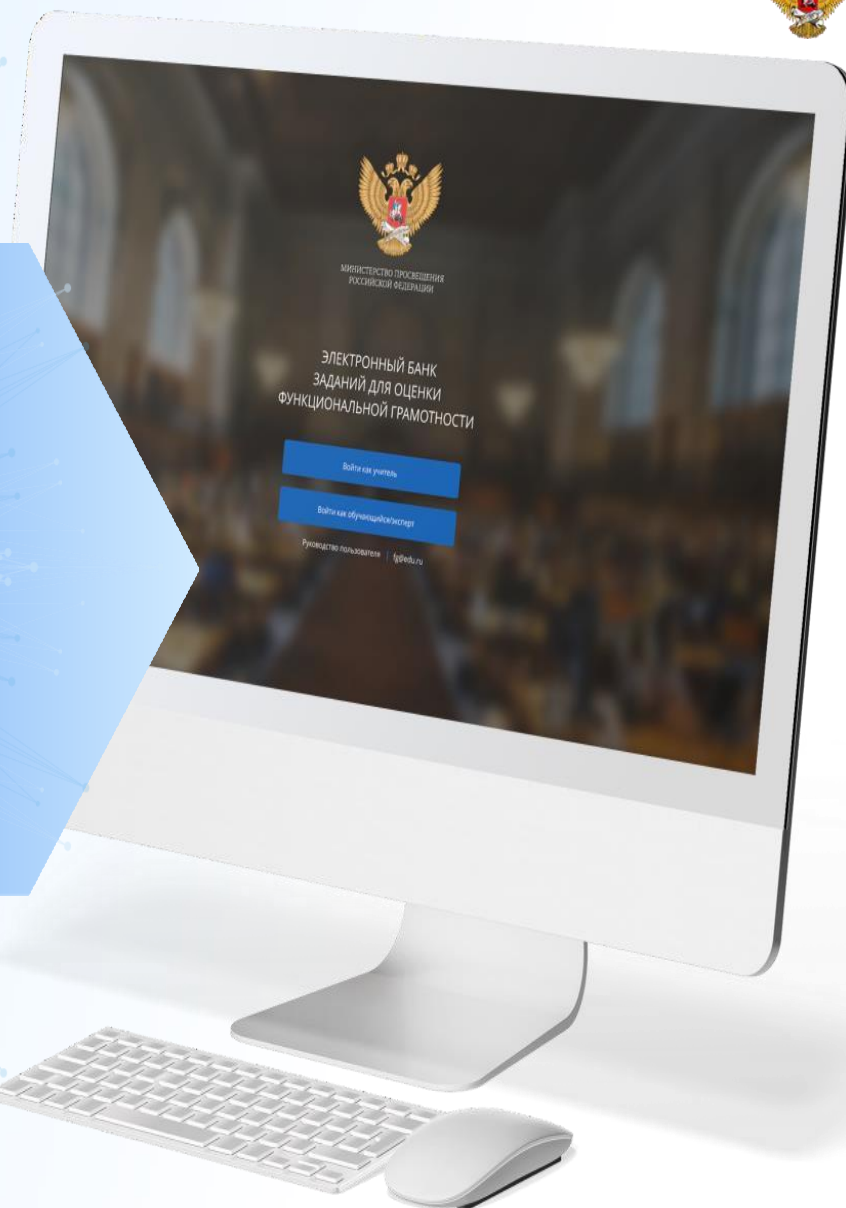 МИНИСТЕРСТВО ПРОСВЕЩЕНИЯ
РОССИЙСКОЙ ФЕДЕРАЦИИ
ЭЛЕКТРОННЫЙ БАНК
ЗАДАНИЙ ДЛЯ ОЦЕНКИ
ФУНКЦИОНАЛЬНОЙ ГРАМОТНОСТИ
Войти как учитель
Войти как обучающийся/эксперт
Руководство пользователя | fg@edu.ru